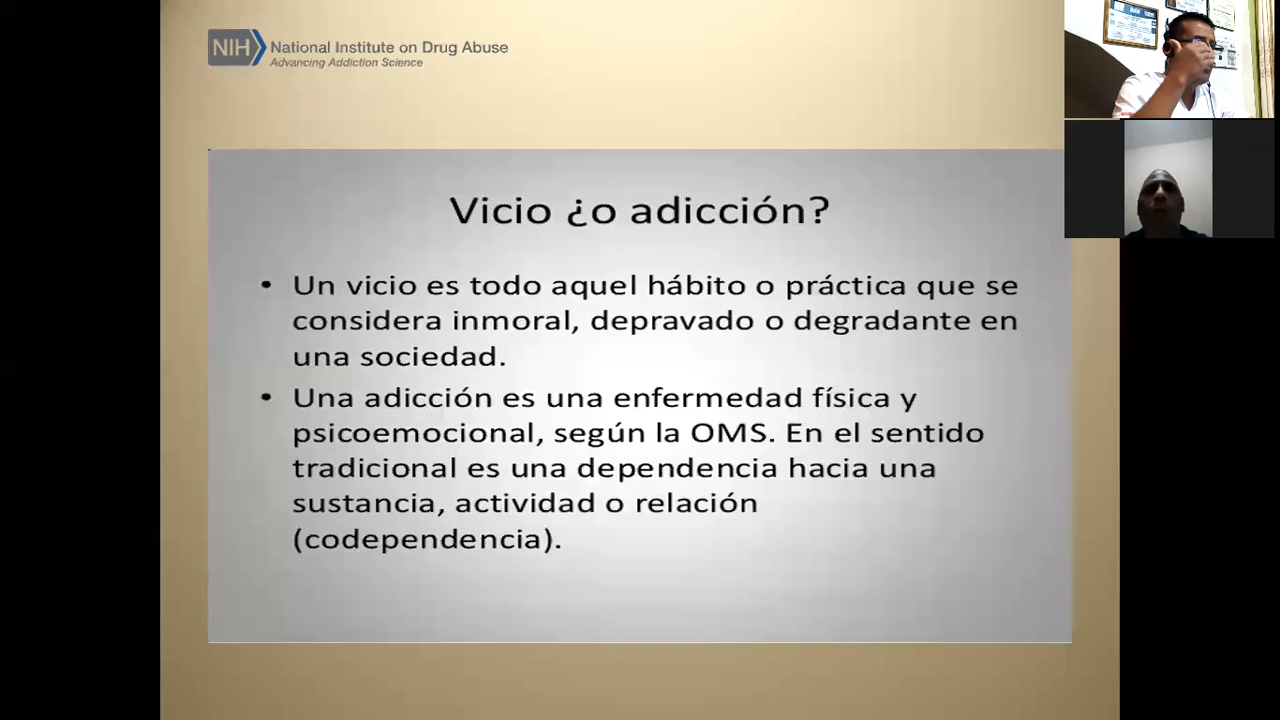 NIH National Institute on Drug Abuse
Advancing Addiction Science
Vicio ¿o adicción?
• Un vicio es todo aquel hábito o práctica que se
considera inmoral, depravado o degradante en
una sociedad.
• Una adicción es una enfermedad física y
psicoemocional, según la OMS. En el sentido
tradicional es una dependencia hacia una
sustancia, actividad o relación
(codependencia).